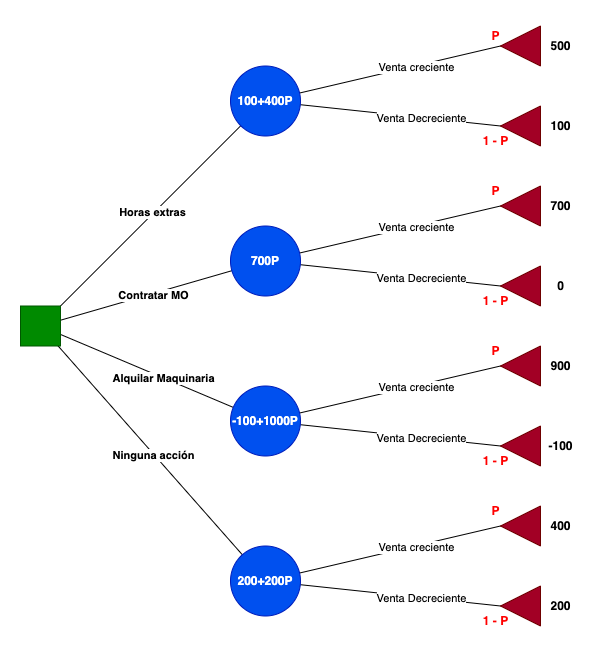 P
500
Venta creciente
100+400P
Venta Decreciente
100
1 - P
P
700
Horas extras
Venta creciente
700P
Venta Decreciente
0
1 - P
Contratar MO
P
900
Alquilar Maquinaria
Venta creciente
-100+1000P
Venta Decreciente
-100
1 - P
Ninguna acción
P
400
Venta creciente
200+200P
Venta Decreciente
200
1 - P